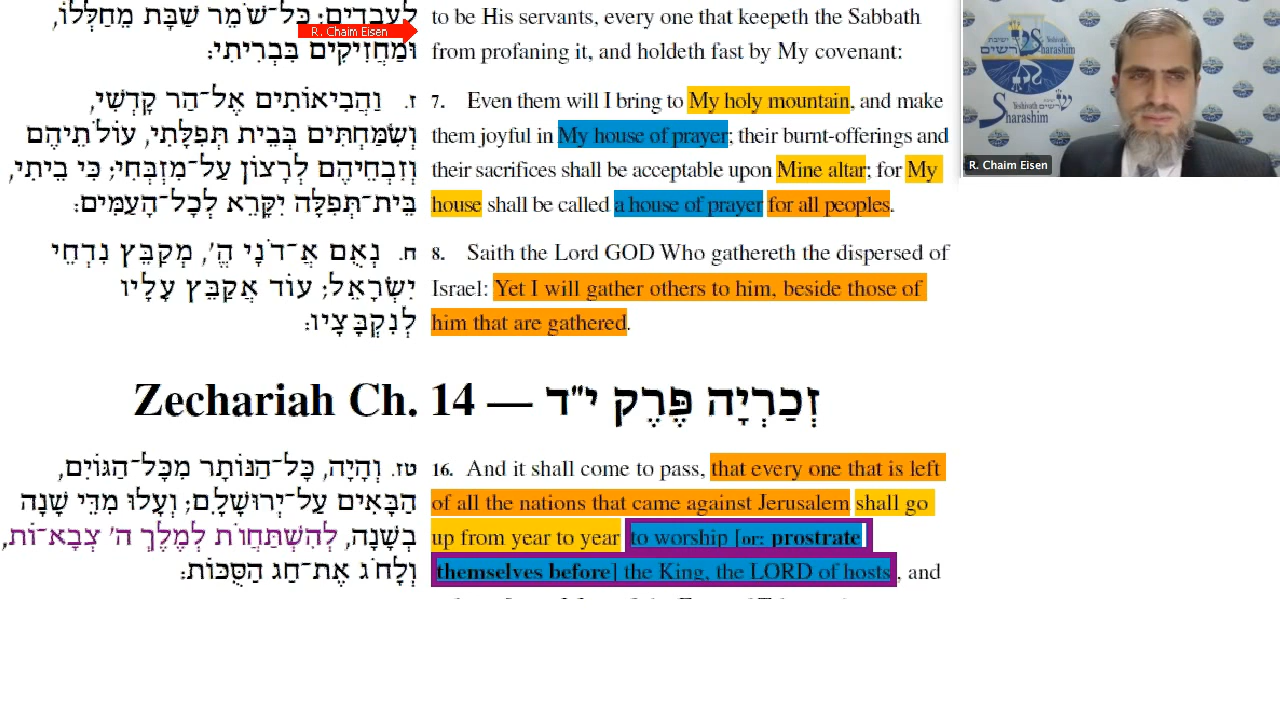 לַעֲבָדִים: כׇּל־שֹׁמֵר שַׁבָּת מֵחַלְּלוֹ,
R. Chaim Eisen
וּמַחֲזִיקִים בִּבְרִיתִי:
to be His servants, every one that keepeth the Sabbath
from profaning it, and holdeth fast by My covenant:
ז. וַהֲבִיאוֹתִים אֶל־הַר קׇדְשִׁי,
וְשִׂמַּחְתִּים בְּבֵית תְּפִלָּתִי, עוֹלֹתֵיהֶם
וְזִבְחֵיהֶם לְרָצוֹן עַל־מִזְבְּחִי; כִּי בֵיתִי,
בֵּית־תְּפִלָּה יִקָּרֵא לְכׇל־הָעַמִּים:
7. Even them will I bring to My holy mountain, and make
them joyful in My house of prayer; their burnt-offerings and
their sacrifices shall be acceptable upon Mine altar; for My
house shall be called a house of prayer for all peoples.
ח. נְאֻם אֲ־דֹנָי הֱ', מְקַבֵּץ נִדְחֵי
יִשְׂרָאֵל; עוֹד אֲקַבֵּץ עָלָיו
לְנִקְבָּצָיו:
8. Saith the Lord GOD Who gathereth the dispersed of
Israel: Yet I will gather others to him, beside those of
him that are gathered.
Zechariah Ch. 14 — זְכַרְיָה פֶּרֶק י"ד
טז. וְהָיָה, כׇּל־הַנּוֹתָר מִכׇּל־הַגּוֹיִם,
הַבָּאִים עַל־יְרוּשָׁלִָם; וְעָלוּ מִדֵּי שָׁנָה
בְשָׁנָה, לְהִשְׁתַּחֲוֺת לְמֶלֶךְ ה' צְבָא־וֹת,
וְלָחֹג אֶת־חַג הַסֻּכּוֹת:
16. And it shall come to pass, that every one that is left
of all the nations that came against Jerusalem shall go
up from year to year to worship [or: prostrate
themselves before] the King, the LORD of hosts, and
Yeshivath Sharashim
R. Chaim Eisen